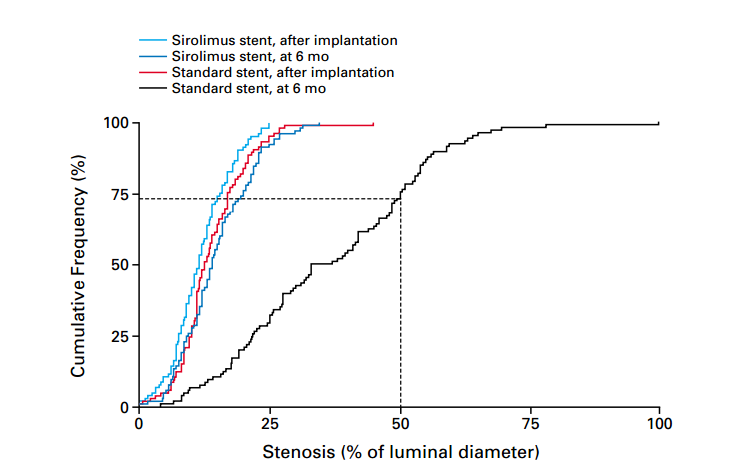 Sirolimus stent, after implantation
Sirolimus stent, at 6 mo
Standard stent, after implantation
Standard stent, at 6 mo
100
75
50
25
0
Cumulative Frequency (%)
0 25 50 75 100
Stenosis (% of luminal diameter)